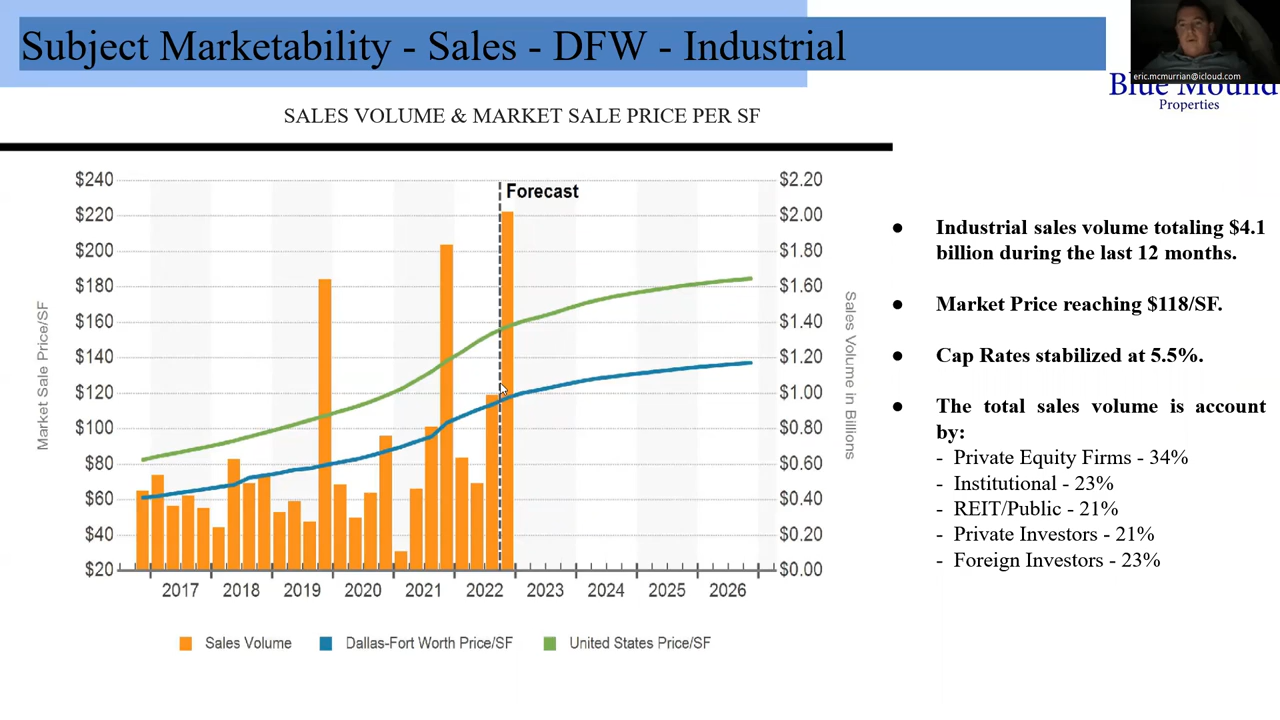 Subject Marketability - Sales - DFW - Industrial
eric.mcmurrian@icloud.com
Blue Mound
Properties
SALES VOLUME & MARKET SALE PRICE PER SF
Market Sale Price/SF
$240
$220
$200
$180
$160
$140
$120
$100
$80
$60
$40
$20
Forecast
$2.20
$2.00
$1.80
$1.60
$1.40
$1.20
$1.00
$0.80
$0.60
$0.40
$0.20
$0.00
Sales Volume in Billions
2017 2018 2019 2020 2021 2022 2023 2024 2025 2026
Sales Volume Dallas-Fort Worth Price/SF United States Price/SF
● Industrial sales volume totaling $4.1
billion during the last 12 months.
● Market Price reaching $118/SF.
● Cap Rates stabilized at 5.5%.
● The total sales volume is account
by:
- Private Equity Firms - 34%
- Institutional - 23%
- REIT/Public - 21%
- Private Investors - 21%
- Foreign Investors - 23%